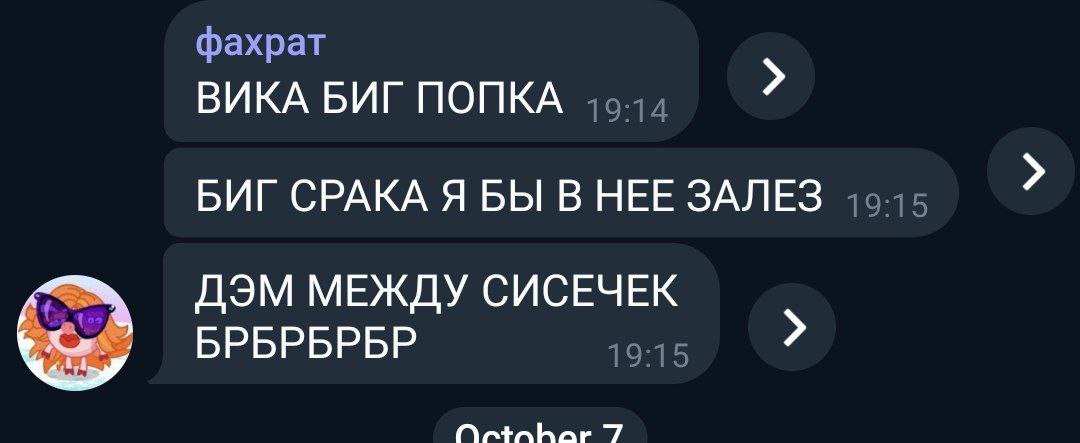 фахрат
ВИКА БИГ ПОПКА 19:14
БИГ СРАКА Я БЫ В НЕЕ ЗАЛЕЗ 19:15
ДЭМ МЕЖДУ СИСЕЧЕК
БРБРБРБР 19:15
October 7